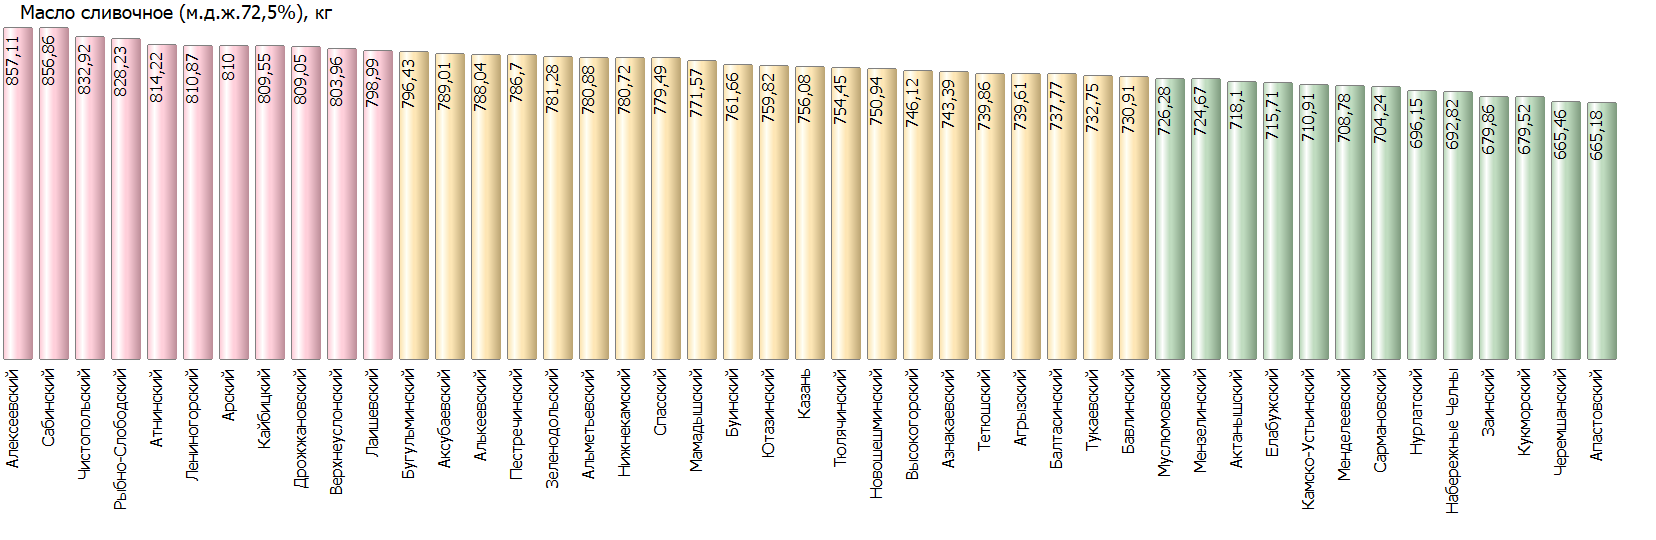 Масло сливочное (м.д.ж.72,5%), кг
857,11
856,86
832,92
828,23
814,22
810,87
810
809,55
809,05
803,96
798,99
796,43
789,01
788,04
786,7
781,28
780,88
780,72
779,49
771,57
761,66
759,82
756,08
754,45
750,94
746,12
743,39
739,86
739,61
737,77
732,75
730,91
726,28
724,67
718,1
715,71
710,91
708,78
704,24
696,15
692,82
679,86
679,52
665,46
665,18
Алексеевский
Сабинский
Чистопольский
Рыбно-Слободский
Атнинский
Лениногорский
Арский
Кайбицкий
Дрожжановский
Верхнеуслонский
Лаишевский
Бугульминский
Аксубаевский
Алькеевский
Пестречинский
Зеленодольский
Альметьевский
Нижнекамский
Спасский
Мамадышский
Буинский
Ютазинский
Казань
Тюлячинский
Новошешминский
Высокогорский
Азнакаевский
Тетюшский
Агрызский
Балтасинский
Тукаевский
Бавлинский
Муслюмовский
Мензелинский
Актанышский
Елабужский
Камско-Устьинский
Менделеевский
Сармановский
Нурлатский
Набережные Челны
Заинский
Кукморский
Черемшанский
Апастовский